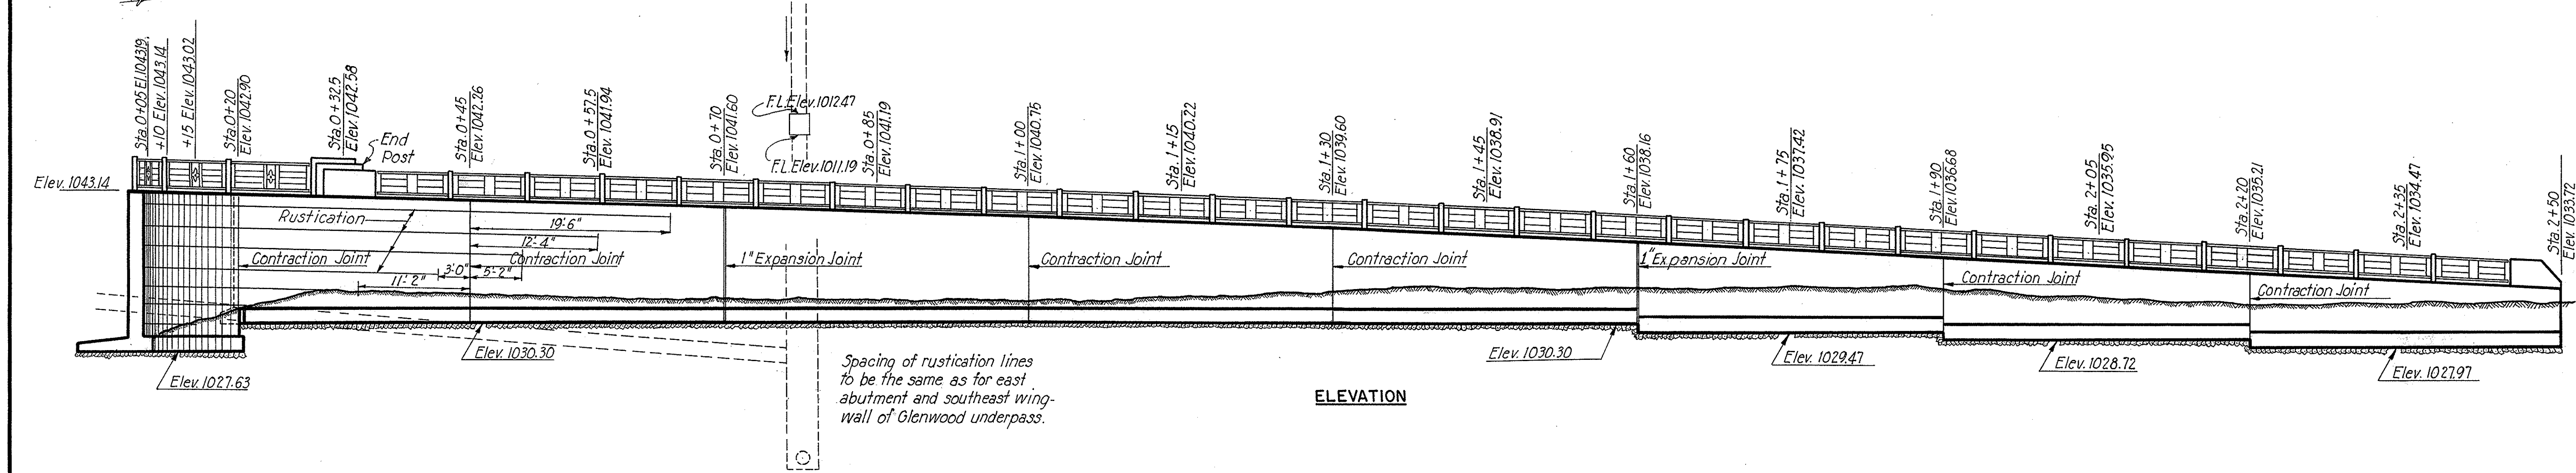 Sta. 0+05 El. 1043.19
+10 Elev. 1043.14
+15 Elev. 1043.02
Sta. 0+20
Elev. 1042.90
Sta. 0+32.5
Elev. 1042.58
End
Post
Sta. 0+45
Elev. 1042.26
Sta. 0+57.5
Elev. 1041.94
Sta. 0+70
Elev. 1041.60
F.L. Elev. 1012.47
F.L. Elev. 1011.19
Sta. 0+85
Elev. 1041.19
Sta. 1+00
Elev. 1040.75
Sta. 1+15
Elev. 1040.22
Sta. 1+30
Elev. 1039.60
Sta. 1+45
Elev. 1038.91
Sta. 1+60
Elev. 1038.16
Sta. 1+75
Elev. 1037.42
Sta. 1+90
Elev. 1036.68
Sta. 2+05
Elev. 1035.95
Sta. 2+20
Elev. 1035.21
Sta. 2+35
Elev. 1034.47
Sta. 2+50
Elev. 1033.72
Elev. 1043.14
Rustication
19'-6"
12'-4"
Contraction Joint
Contraction Joint
3'-0"
5'-2"
11'-2"
1" Expansion Joint
Contraction Joint
Contraction Joint
1" Expansion Joint
Contraction Joint
Contraction Joint
Elev. 1027.63
Elev. 1030.30
Elev. 1030.30
Elev. 1029.47
Elev. 1028.72
Elev. 1027.97
Spacing of rustication lines
to be the same as for east
abutment and southeast wing-
wall of Glenwood underpass.
ELEVATION